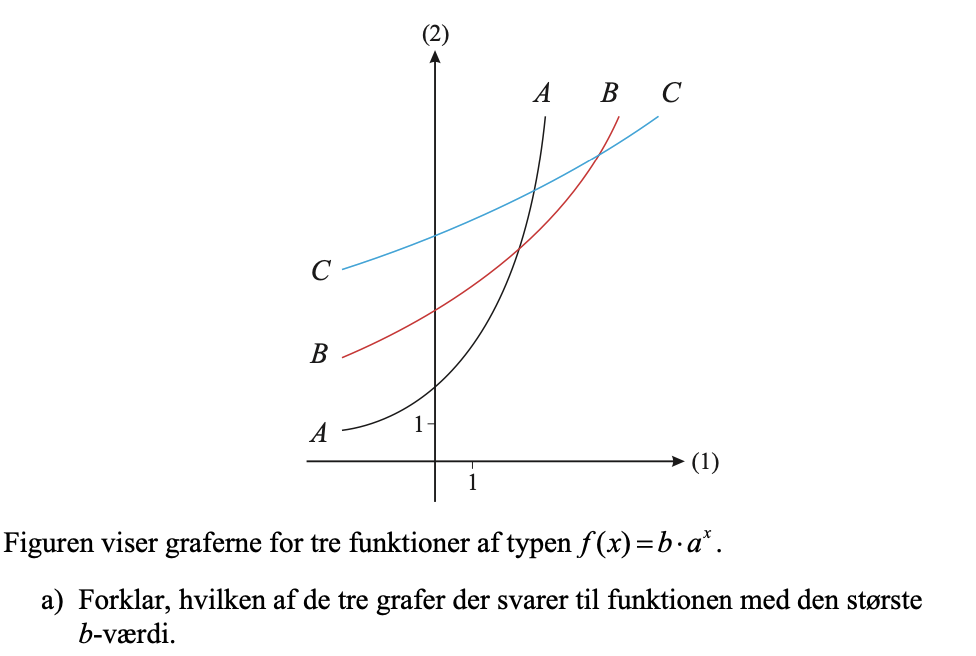 (2)
A B C
C
B
A
1
1
(1)
Figuren viser graferne for tre funktioner af typen f(x)=b·aˣ.
a) Forklar, hvilken af de tre grafer der svarer til funktionen med den største
b-værdi.